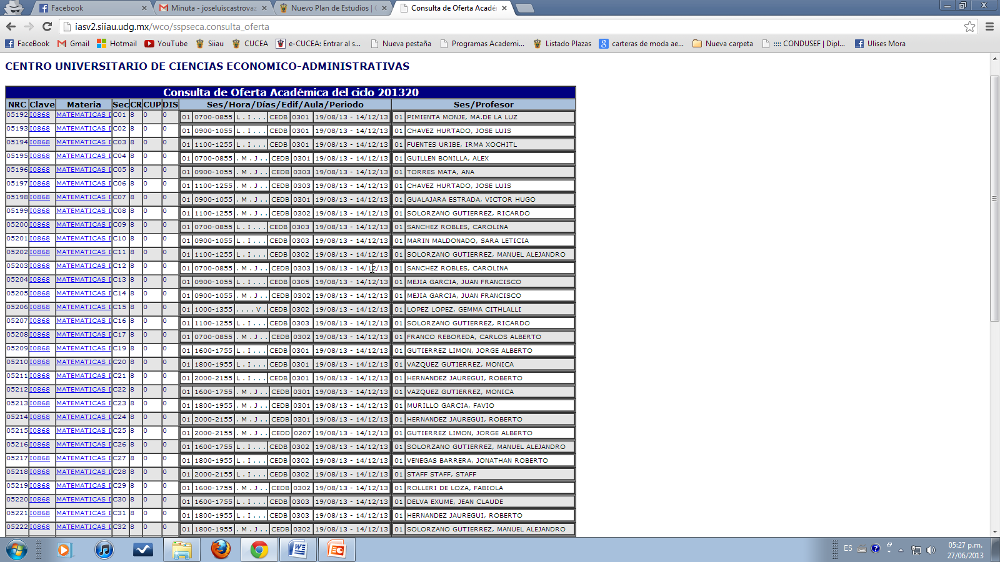 Facebook
Minuta - joseluiscastrovaz
Nuevo Plan de Estudios |
Consulta de Oferta Acadé
iasv2.siiau.udg.mx/wco/sspseca.consulta_oferta
FaceBook Gmail Hotmail YouTube Siiau CUCEA e-CUCEA: Entrar al s... Nueva pestaña Programas Academi... Listado Plazas carteras de moda ae... Nueva carpeta :::: CONDUSEF | Dipl... Ulises Mora
CENTRO UNIVERSITARIO DE CIENCIAS ECONOMICO-ADMINISTRATIVAS
Consulta de Oferta Académica del ciclo 201320
NRC Clave Materia Sec CR CUP DIS Ses/Hora/Días/Edif/Aula/Periodo Ses/Profesor
05192 I0868 MATEMATICAS I C01 8 0 0 01 0700-0855 L . I . . . CEDB 0301 19/08/13 - 14/12/13 01 PIMIENTA MONJE, MA.DE LA LUZ
05193 I0868 MATEMATICAS I C02 8 0 0 01 0900-1055 L . I . . . CEDB 0301 19/08/13 - 14/12/13 01 CHAVEZ HURTADO, JOSE LUIS
05194 I0868 MATEMATICAS I C03 8 0 0 01 1100-1255 L . I . . . CEDB 0301 19/08/13 - 14/12/13 01 FUENTES URIBE, IRMA XOCHITL
05195 I0868 MATEMATICAS I C04 8 0 0 01 0700-0855 . M . J . . CEDB 0301 19/08/13 - 14/12/13 01 GUILLEN BONILLA, ALEX
05196 I0868 MATEMATICAS I C05 8 0 0 01 0900-1055 . M . J . . CEDB 0303 19/08/13 - 14/12/13 01 TORRES MATA, ANA
05197 I0868 MATEMATICAS I C06 8 0 0 01 1100-1255 . M . J . . CEDB 0303 19/08/13 - 14/12/13 01 CHAVEZ HURTADO, JOSE LUIS
05198 I0868 MATEMATICAS I C07 8 0 0 01 0900-1055 . M . J . . CEDB 0301 19/08/13 - 14/12/13 01 GUALAJARA ESTRADA, VICTOR HUGO
05199 I0868 MATEMATICAS I C08 8 0 0 01 1100-1255 . M . J . . CEDB 0302 19/08/13 - 14/12/13 01 SOLORZANO GUTIERREZ, RICARDO
05200 I0868 MATEMATICAS I C09 8 0 0 01 0700-0855 L . I . . . CEDB 0303 19/08/13 - 14/12/13 01 SANCHEZ ROBLES, CAROLINA
05201 I0868 MATEMATICAS I C10 8 0 0 01 0900-1055 L . I . . . CEDB 0303 19/08/13 - 14/12/13 01 MARIN MALDONADO, SARA LETICIA
05202 I0868 MATEMATICAS I C11 8 0 0 01 1100-1255 L . I . . . CEDB 0302 19/08/13 - 14/12/13 01 SOLORZANO GUTIERREZ, MANUEL ALEJANDRO
05203 I0868 MATEMATICAS I C12 8 0 0 01 0700-0855 . M . J . . CEDB 0303 19/08/13 - 14/12/13 01 SANCHEZ ROBLES, CAROLINA
05204 I0868 MATEMATICAS I C13 8 0 0 01 0900-1055 L . I . . . CEDB 0305 19/08/13 - 14/12/13 01 MEJIA GARCIA, JUAN FRANCISCO
05205 I0868 MATEMATICAS I C14 8 0 0 01 0900-1055 . M . J . . CEDB 0302 19/08/13 - 14/12/13 01 MEJIA GARCIA, JUAN FRANCISCO
05206 I0868 MATEMATICAS I C15 8 0 0 01 1000-1355 . . . . V . CEDB 0302 19/08/13 - 14/12/13 01 LOPEZ LOPEZ, GEMMA CITHLALLI
05207 I0868 MATEMATICAS I C16 8 0 0 01 1100-1255 L . I . . . CEDB 0303 19/08/13 - 14/12/13 01 SOLORZANO GUTIERREZ, RICARDO
05208 I0868 MATEMATICAS I C17 8 0 0 01 0700-0855 . M . J . . CEDB 0302 19/08/13 - 14/12/13 01 FRANCO REBOREDA, CARLOS ALBERTO
05209 I0868 MATEMATICAS I C19 8 0 0 01 1600-1755 L . I . . . CEDB 0301 19/08/13 - 14/12/13 01 GUTIERREZ LIMON, JORGE ALBERTO
05210 I0868 MATEMATICAS I C20 8 0 0 01 1800-1955 L . I . . . CEDB 0301 19/08/13 - 14/12/13 01 VAZQUEZ GUTIERREZ, MONICA
05211 I0868 MATEMATICAS I C21 8 0 0 01 2000-2155 L . I . . . CEDB 0301 19/08/13 - 14/12/13 01 HERNANDEZ JAUREGUI, ROBERTO
05212 I0868 MATEMATICAS I C22 8 0 0 01 1600-1755 . M . J . . CEDB 0301 19/08/13 - 14/12/13 01 VAZQUEZ GUTIERREZ, MONICA
05213 I0868 MATEMATICAS I C23 8 0 0 01 1800-1955 . M . J . . CEDB 0301 19/08/13 - 14/12/13 01 MURILLO GARCIA, FAVIO
05214 I0868 MATEMATICAS I C24 8 0 0 01 2000-2155 . M . J . . CEDB 0301 19/08/13 - 14/12/13 01 HERNANDEZ JAUREGUI, ROBERTO
05215 I0868 MATEMATICAS I C25 8 0 0 01 2000-2155 . M . J . . CEDD 0207 19/08/13 - 14/12/13 01 GUTIERREZ LIMON, JORGE ALBERTO
05216 I0868 MATEMATICAS I C26 8 0 0 01 1600-1755 L . I . . . CEDB 0302 19/08/13 - 14/12/13 01 SOLORZANO GUTIERREZ, MANUEL ALEJANDRO
05217 I0868 MATEMATICAS I C27 8 0 0 01 1800-1955 L . I . . . CEDB 0302 19/08/13 - 14/12/13 01 VENEGAS BARRERA, JONATHAN ROBERTO
05218 I0868 MATEMATICAS I C28 8 0 0 01 2000-2155 L . I . . . CEDB 0302 19/08/13 - 14/12/13 01 STAFF STAFF, STAFF
05219 I0868 MATEMATICAS I C29 8 0 0 01 1600-1755 . M . J . . CEDB 0302 19/08/13 - 14/12/13 01 ROLLERI DE LOZA, FABIOLA
05220 I0868 MATEMATICAS I C30 8 0 0 01 1600-1755 L . I . . . CEDB 0303 19/08/13 - 14/12/13 01 DELVA EXUME, JEAN CLAUDE
05221 I0868 MATEMATICAS I C31 8 0 0 01 1800-1955 L . I . . . CEDB 0303 19/08/13 - 14/12/13 01 HERNANDEZ JAUREGUI, ROBERTO
05222 I0868 MATEMATICAS I C32 8 0 0 01 1800-1955 . M . J . . CEDB 0302 19/08/13 - 14/12/13 01 SOLORZANO GUTIERREZ, MANUEL ALEJANDRO
ES
05:27 p.m.
27/06/2013